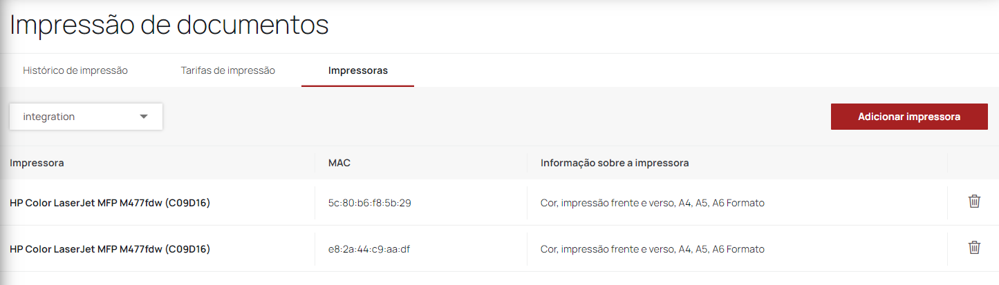 Impressão de documentos
Histórico de impressão
Tarifas de impressão
Impressoras
integration
Adicionar impressora
Impressora
MAC
Informação sobre a impressora
HP Color LaserJet MFP M477fdw (C09D16)
5c:80:b6:f8:5b:29
Cor, impressão frente e verso, A4, A5, A6 Formato
HP Color LaserJet MFP M477fdw (C09D16)
e8:2a:44:c9:aa:df
Cor, impressão frente e verso, A4, A5, A6 Formato